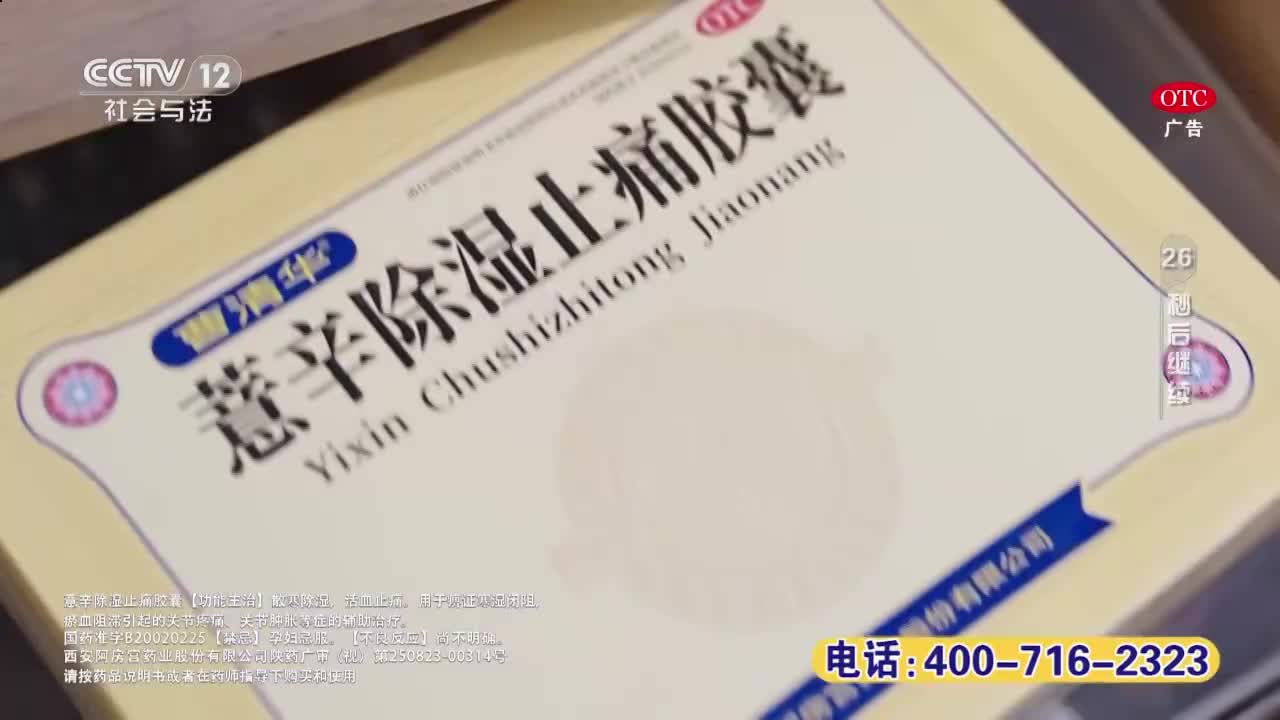 CCTV 12
社会与法
OTC
广告
OTC
曹清华
薏辛除湿止痛胶囊
Yixin Chushizhitong Jiaonang
26
秒后继续
份有限公司
薏辛除湿止痛胶囊【功能主治】散寒除湿，活血止痛。用于痹证寒湿闭阻，
瘀血阻滞引起的关节疼痛、关节肿胀等症的辅助治疗。
国药准字B20020225【禁忌】孕妇忌服。【不良反应】尚不明确。
西安阿房宫药业股份有限公司陕药广审（视）第250823-00314号
请按药品说明书或者在药师指导下购买和使用
电话:400-716-2323